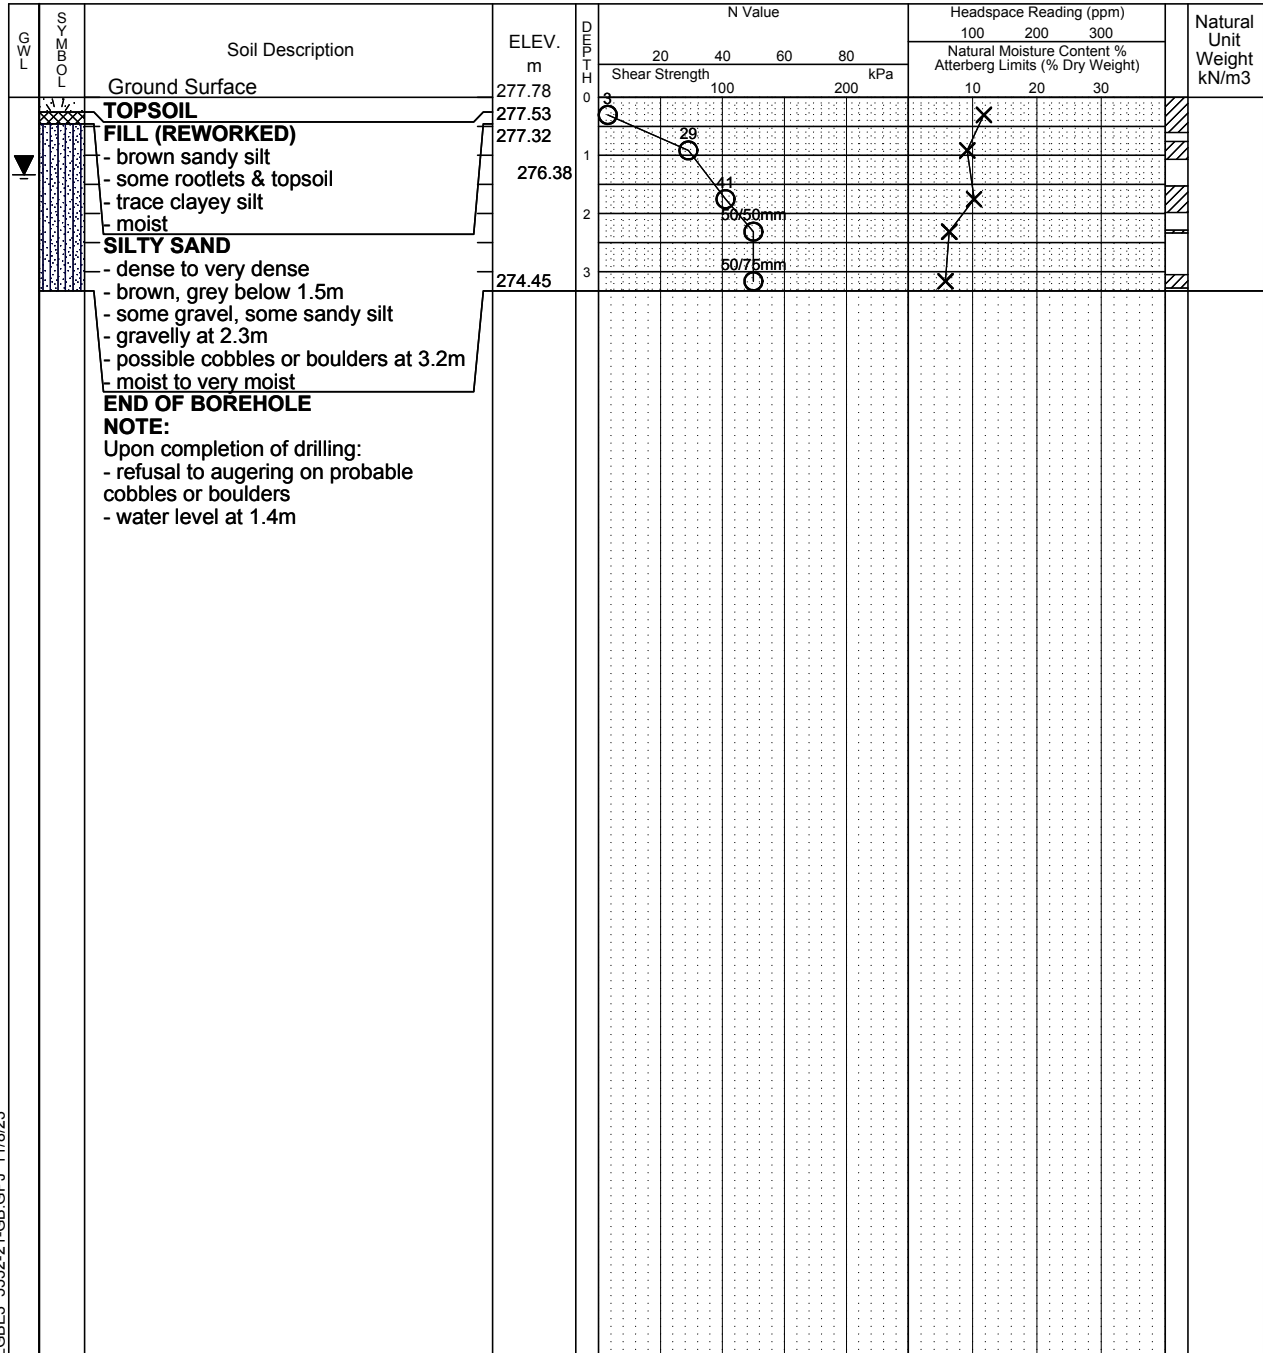 GWL
SYMBOL
Soil Description
ELEV.
m
DEPTH
N Value
20 40 60 80
Shear Strength kPa
100 200
Headspace Reading (ppm)
100 200 300
Natural Moisture Content %
Atterberg Limits (% Dry Weight)
10 20 30
Natural
Unit
Weight
kN/m3
Ground Surface
277.78
0
TOPSOIL
277.53
3
FILL (REWORKED)
277.32
29
- brown sandy silt
1
- some rootlets & topsoil
276.38
- trace clayey silt
41
- moist
2
50/50mm
SILTY SAND
- dense to very dense
3
50/75mm
- brown, grey below 1.5m
274.45
- some gravel, some sandy silt
- gravelly at 2.3m
- possible cobbles or boulders at 3.2m
- moist to very moist
END OF BOREHOLE
NOTE:
Upon completion of drilling:
- refusal to augering on probable
cobbles or boulders
- water level at 1.4m